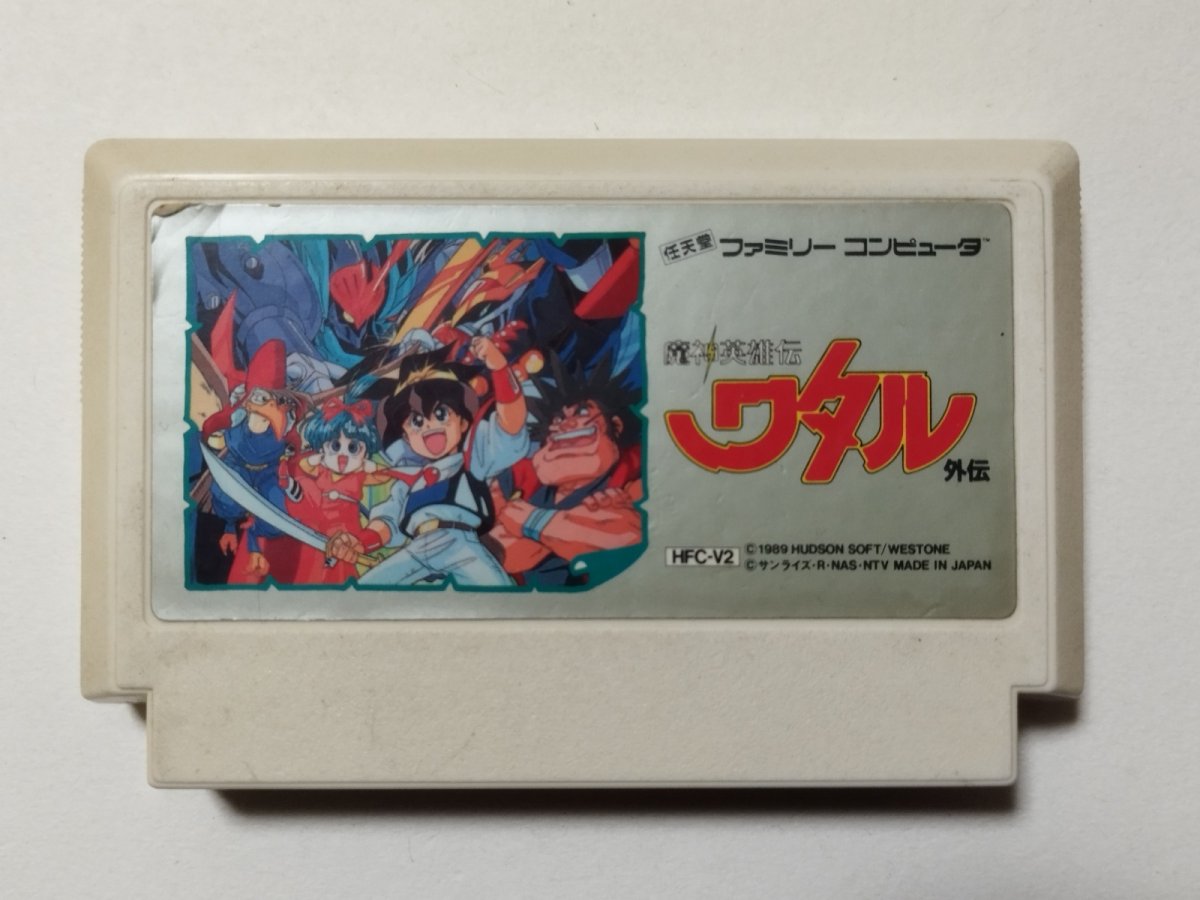 任天堂 ファミリー コンピュータ™
魔神英雄伝
ワタル
外伝
HFC-V2 ©1989 HUDSON SOFT/WESTONE
©サンライズ・R・NAS・NTV MADE IN JAPAN